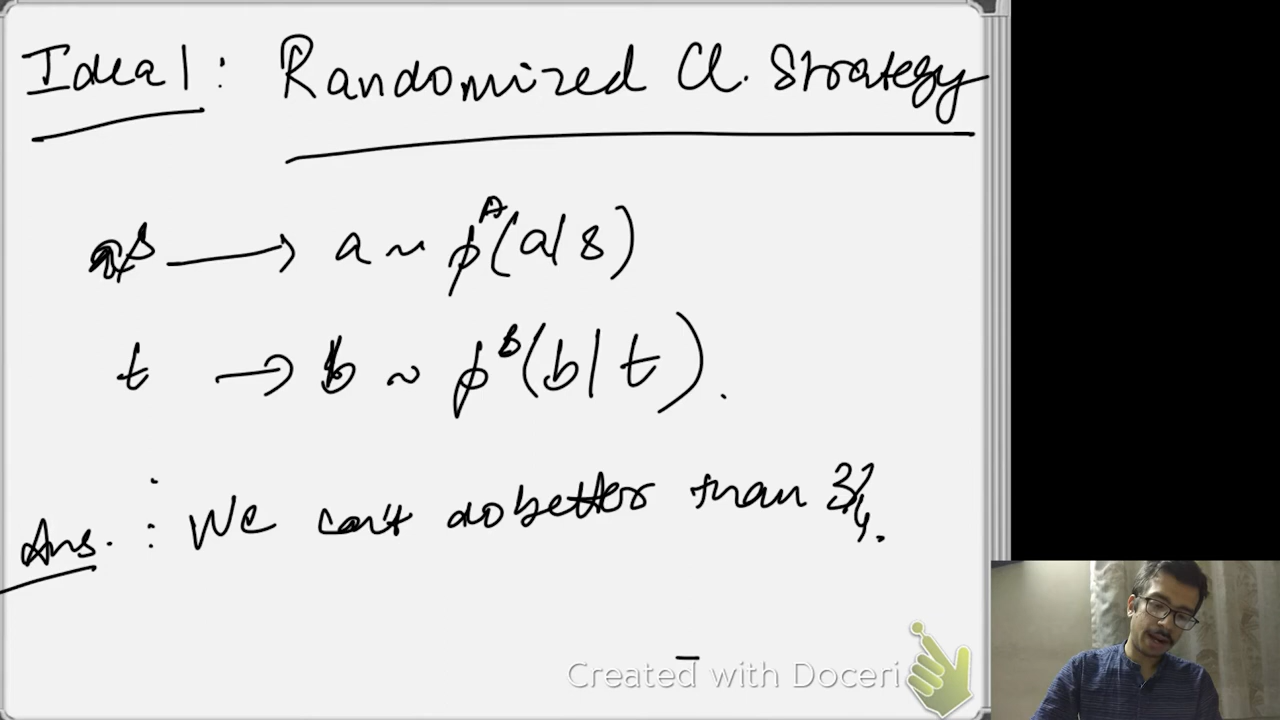 Idea 1: Randomized Cl. Strategy
s → a ~ p^A(a|s)
t → b ~ p^B(b|t).
Ans. : We can't do better than 3/4.
Created with Doceri